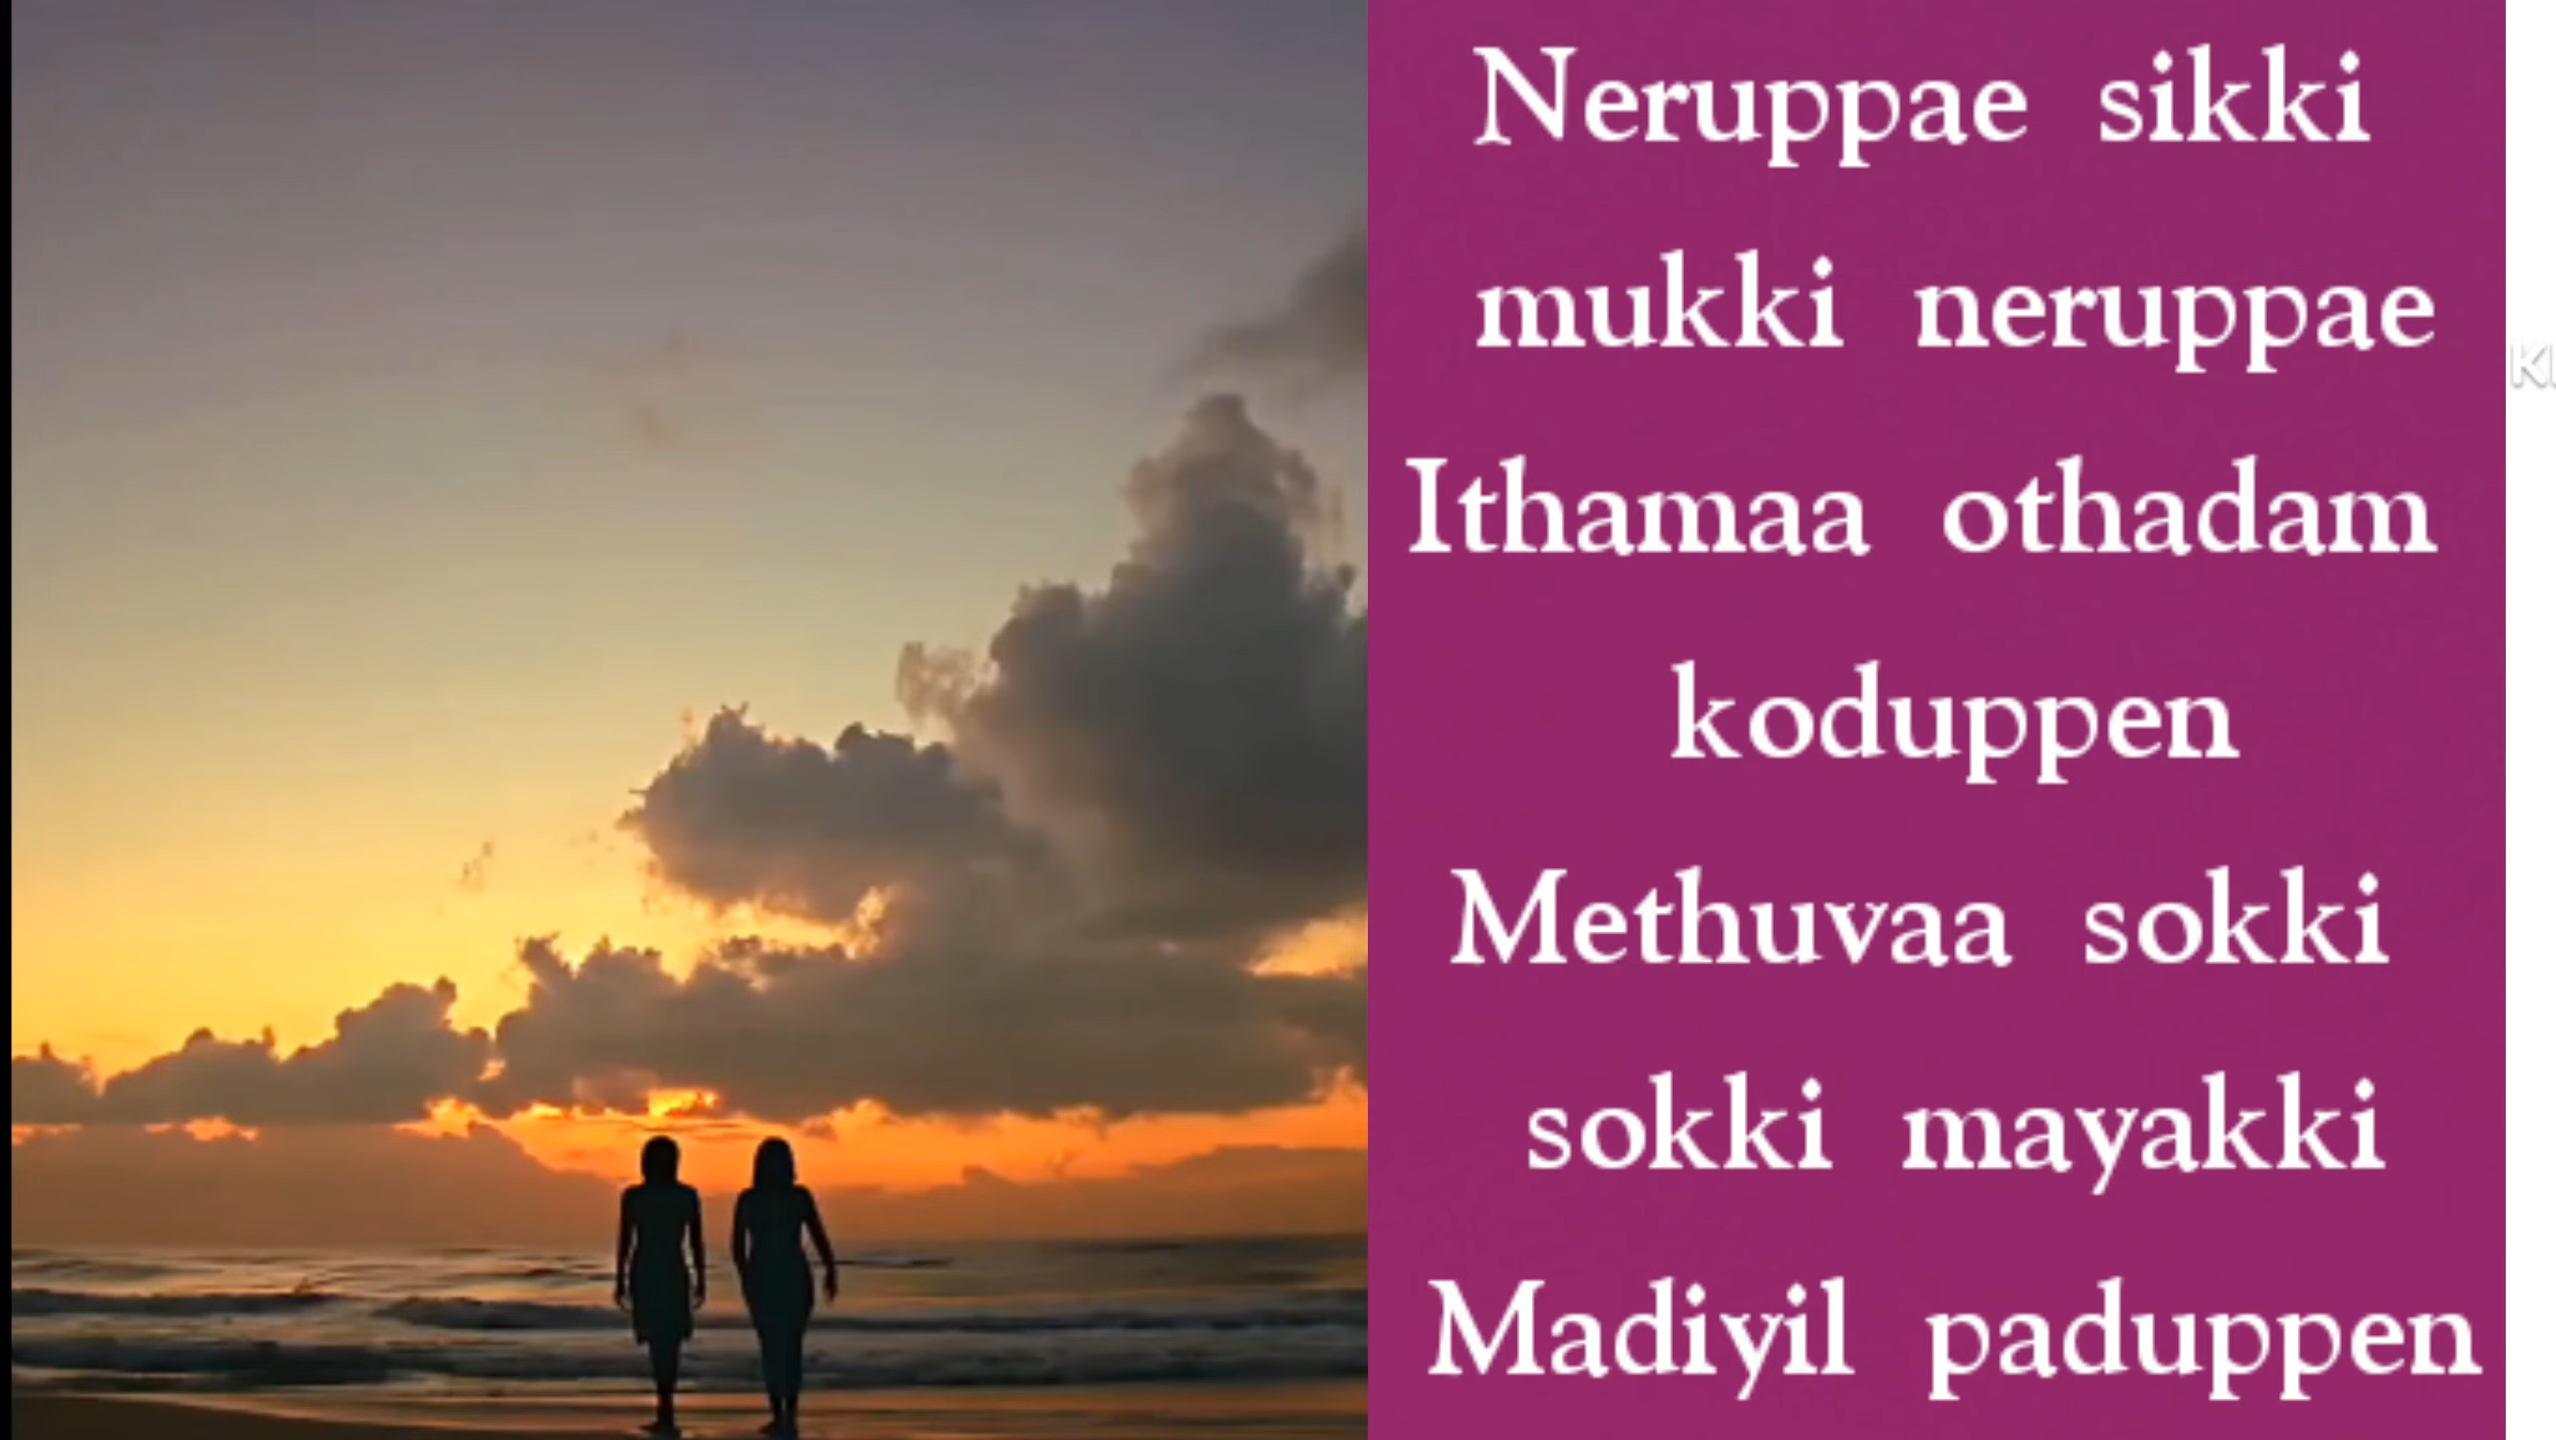 Neruppae sikki
mukki neruppae
Ithamaa othadam
koduppen
Methuvaa sokki
sokki mayakki
Madiyil paduppen